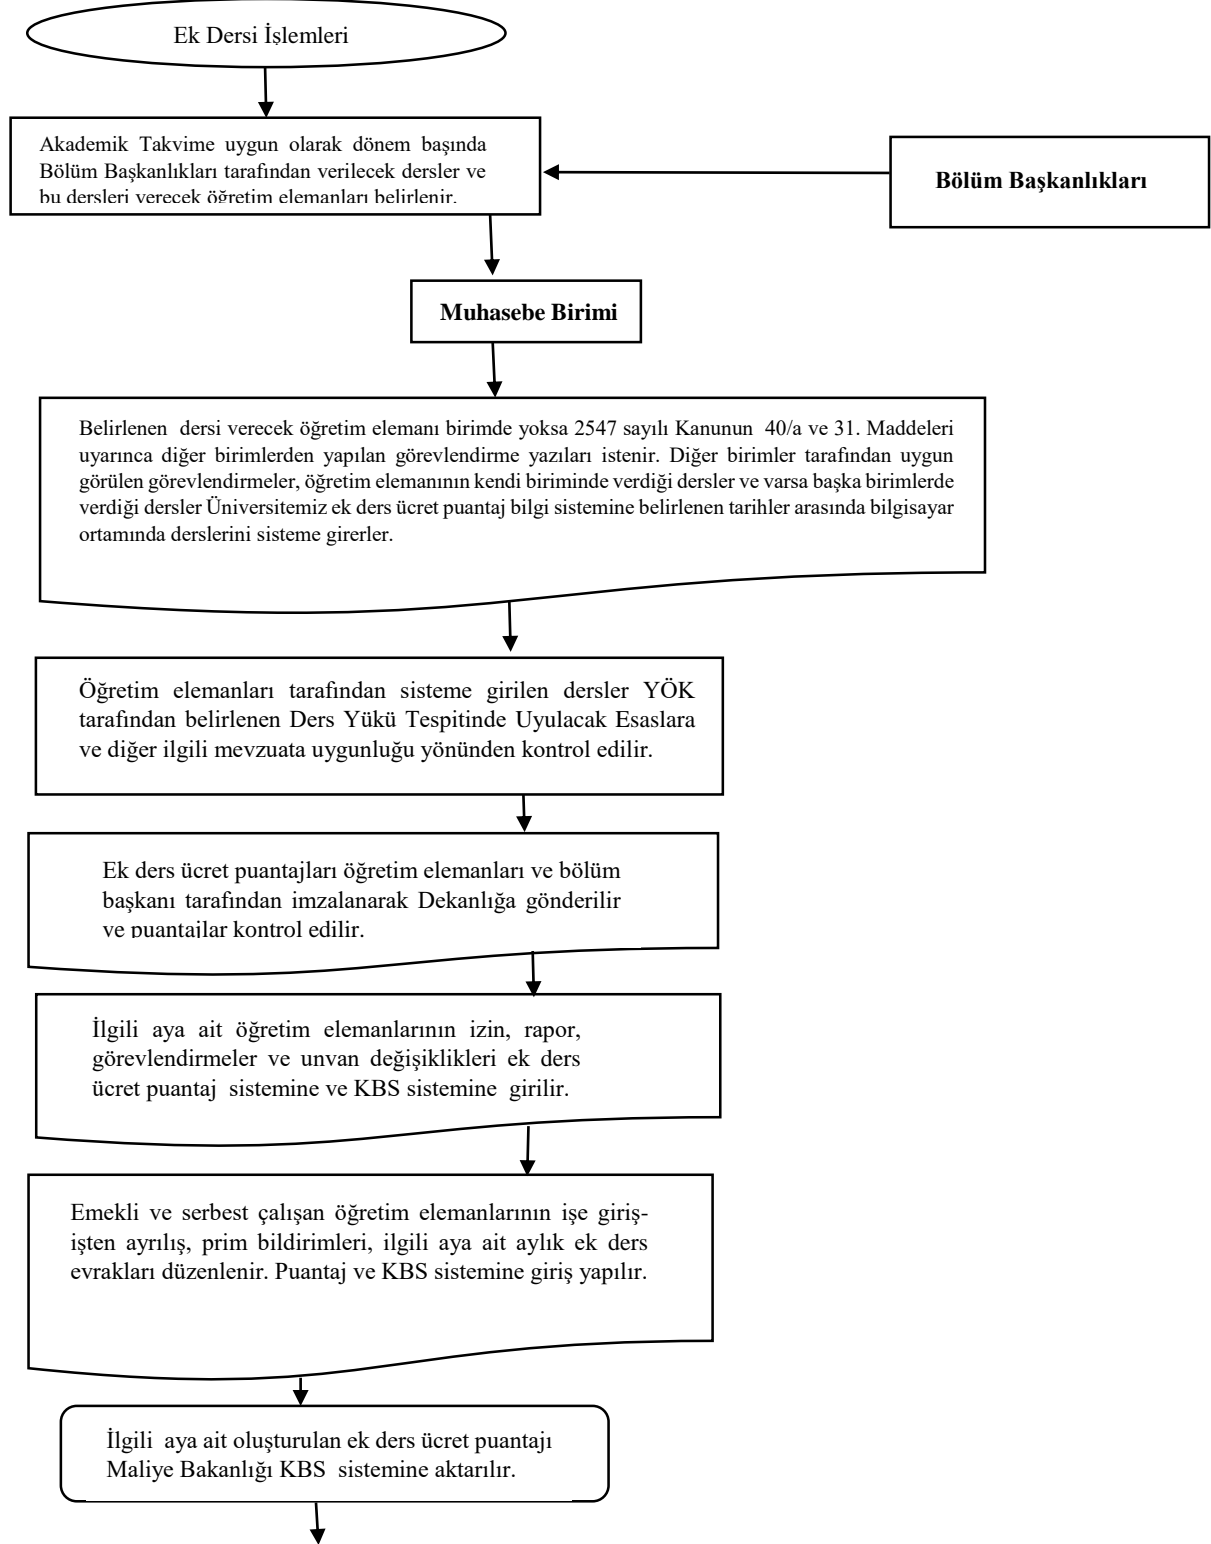 Ek Dersi İşlemleri
Akademik Takvime uygun olarak dönem başında
Bölüm Başkanlıkları tarafından verilecek dersler ve
bu dersleri verecek öğretim elemanları belirlenir.
Bölüm Başkanlıkları
Muhasebe Birimi
Belirlenen dersi verecek öğretim elemanı birimde yoksa 2547 sayılı Kanunun 40/a ve 31. Maddeleri
uyarınca diğer birimlerden yapılan görevlendirme yazıları istenir. Diğer birimler tarafından uygun
görülen görevlendirmeler, öğretim elemanının kendi biriminde verdiği dersler ve varsa başka birimlerde
verdiği dersler Üniversitemiz ek ders ücret puantaj bilgi sistemine belirlenen tarihler arasında bilgisayar
ortamında derslerini sisteme girerler.
Öğretim elemanları tarafından sisteme girilen dersler YÖK
tarafından belirlenen Ders Yükü Tespitinde Uyulacak Esaslara
ve diğer ilgili mevzuata uygunluğu yönünden kontrol edilir.
Ek ders ücret puantajları öğretim elemanları ve bölüm
başkanı tarafından imzalanarak Dekanlığa gönderilir
ve puantajlar kontrol edilir.
İlgili aya ait öğretim elemanlarının izin, rapor,
görevlendirmeler ve unvan değişiklikleri ek ders
ücret puantaj sistemine ve KBS sistemine girilir.
Emekli ve serbest çalışan öğretim elemanlarının işe giriş-
işten ayrılış, prim bildirimleri, ilgili aya ait aylık ek ders
evrakları düzenlenir. Puantaj ve KBS sistemine giriş yapılır.
İlgili aya ait oluşturulan ek ders ücret puantajı
Maliye Bakanlığı KBS sistemine aktarılır.